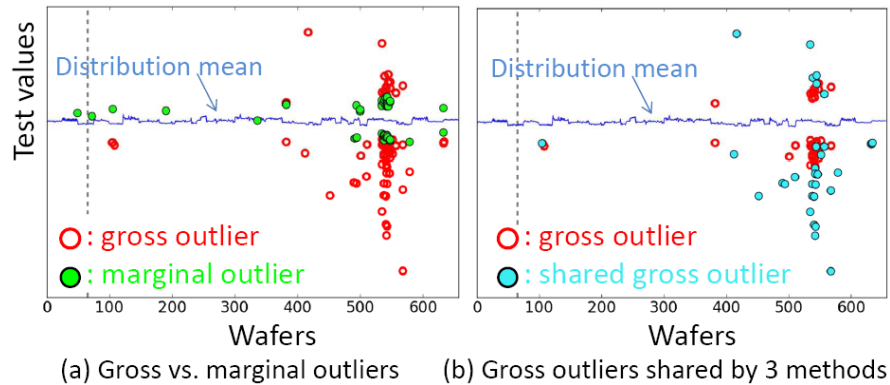 Test values
Distribution mean
: gross outlier
: marginal outlier
0 100 200 300 400 500 600
Wafers
(a) Gross vs. marginal outliers
Distribution mean
: gross outlier
: shared gross outlier
0 100 200 300 400 500 600
Wafers
(b) Gross outliers shared by 3 methods